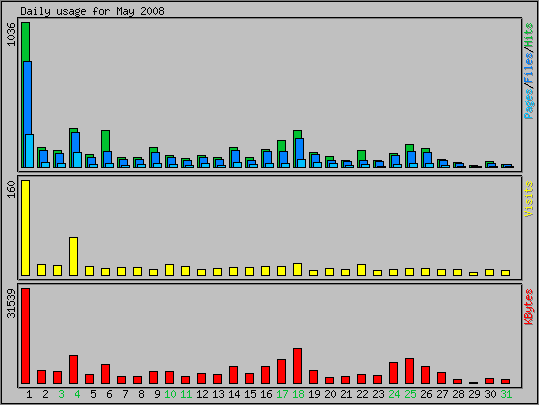 Daily usage for May 2008
1036
Pages/Files/Hits
160
Visits
31539
KBytes
1 2 3 4 5 6 7 8 9 10 11 12 13 14 15 16 17 18 19 20 21 22 23 24 25 26 27 28 29 30 31